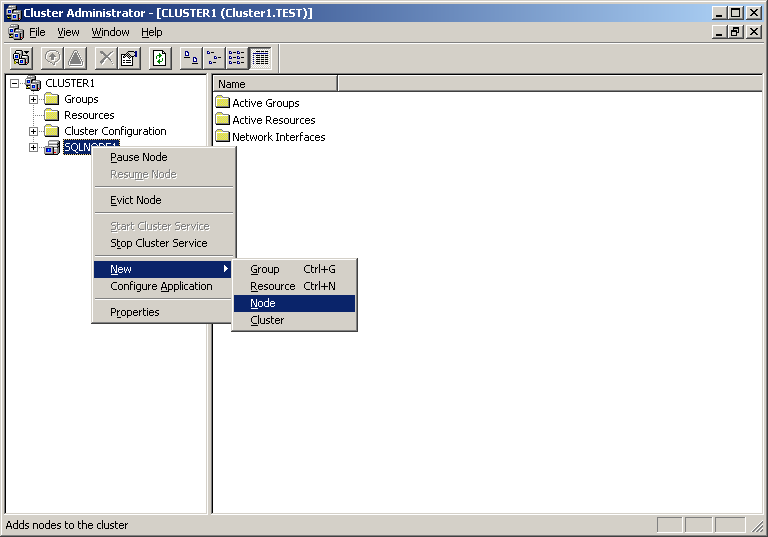 Cluster Administrator - [CLUSTER1 (Cluster1.TEST)]
File View Window Help
CLUSTER1
Groups
Resources
Cluster Configuration
SQLNODE1
Name
Active Groups
Active Resources
Network Interfaces
Pause Node
Resume Node
Evict Node
Start Cluster Service
Stop Cluster Service
New
Configure Application
Properties
Group Ctrl+G
Resource Ctrl+N
Node
Cluster
Adds nodes to the cluster